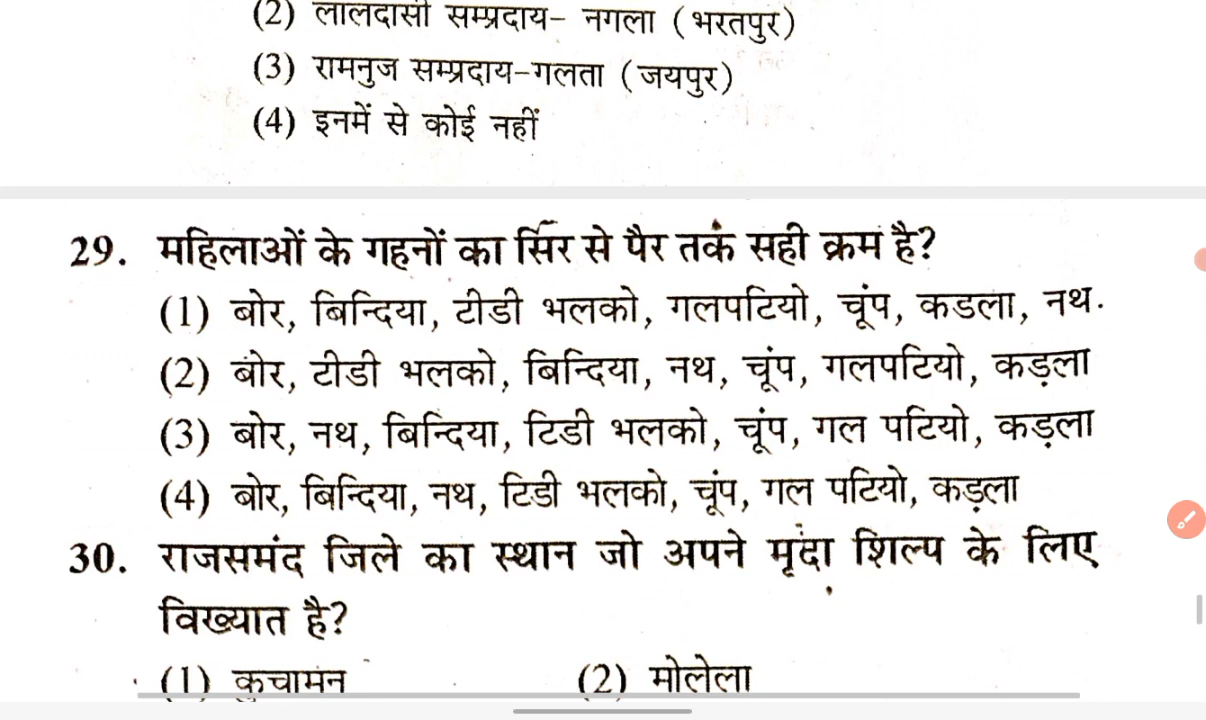 (2) लालदासी सम्प्रदाय- नगला (भरतपुर)
(3) रामनुज सम्प्रदाय-गलता (जयपुर)
(4) इनमें से कोई नहीं
29. महिलाओं के गहनों का सिर से पैर तक सही क्रम है?
(1) बोर, बिन्दिया, टीडी भलको, गलपटियो, चूंप, कडला, नथ.
(2) बोर, टीडी भलको, बिन्दिया, नथ, चूंप, गलपटियो, कड़ला
(3) बोर, नथ, बिन्दिया, टिडी भलको, चूंप, गल पटियो, कड़ला
(4) बोर, बिन्दिया, नथ, टिडी भलको, चूंप, गल पटियो, कड़ला
30. राजसमंद जिले का स्थान जो अपने मृदा शिल्प के लिए
विख्यात है?
(1) कुचामन (2) मोलेला